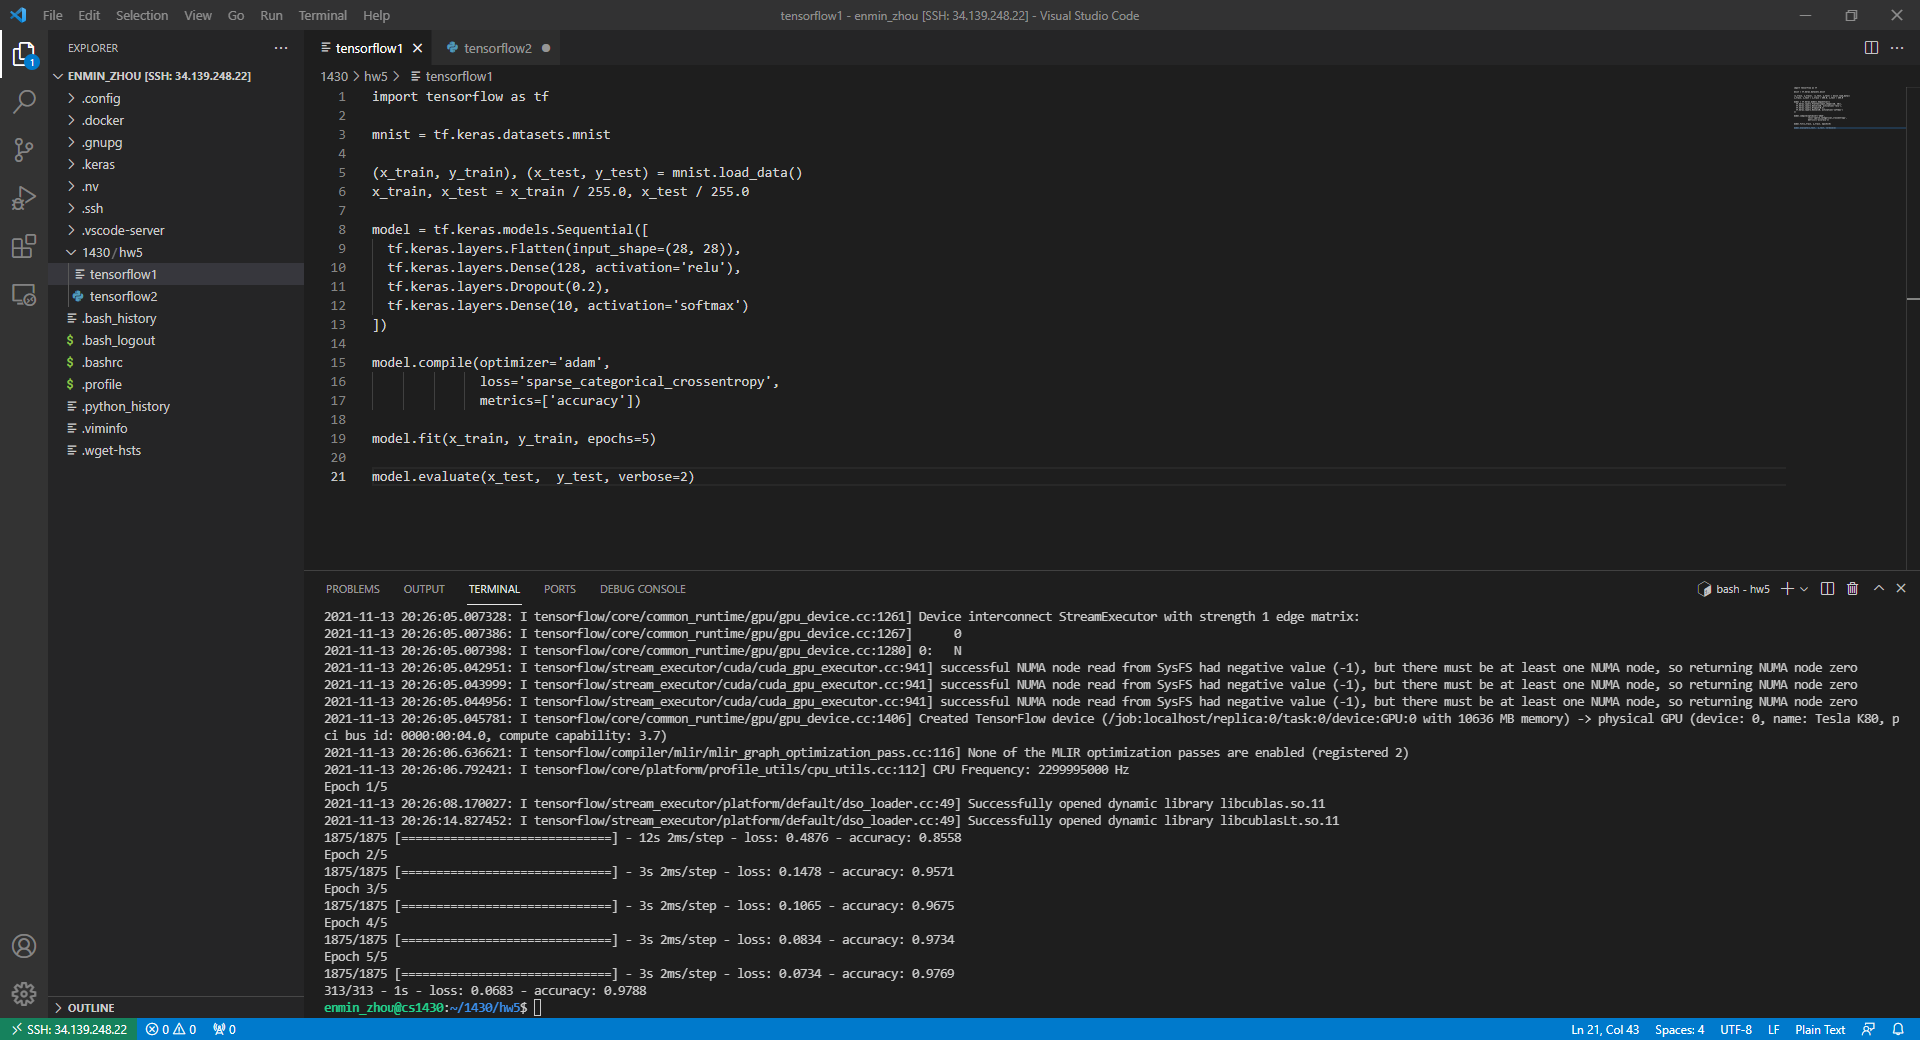 File Edit Selection View Go Run Terminal Help
tensorflow1 - enmin_zhou [SSH: 34.139.248.22] - Visual Studio Code
1
EXPLORER
ENMIN_ZHOU [SSH: 34.139.248.22]
.config
.docker
.gnupg
.keras
.nv
.ssh
.vscode-server
1430 / hw5
tensorflow1
tensorflow2
.bash_history
$ .bash_logout
$ .bashrc
$ .profile
.python_history
.viminfo
.wget-hsts
OUTLINE
tensorflow1 tensorflow2
1430 > hw5 > tensorflow1
1 import tensorflow as tf
2
3 mnist = tf.keras.datasets.mnist
4
5 (x_train, y_train), (x_test, y_test) = mnist.load_data()
6 x_train, x_test = x_train / 255.0, x_test / 255.0
7
8 model = tf.keras.models.Sequential([
9 tf.keras.layers.Flatten(input_shape=(28, 28)),
10 tf.keras.layers.Dense(128, activation='relu'),
11 tf.keras.layers.Dropout(0.2),
12 tf.keras.layers.Dense(10, activation='softmax')
13 ])
14
15 model.compile(optimizer='adam',
16 loss='sparse_categorical_crossentropy',
17 metrics=['accuracy'])
18
19 model.fit(x_train, y_train, epochs=5)
20
21 model.evaluate(x_test,  y_test, verbose=2)
PROBLEMS OUTPUT TERMINAL PORTS DEBUG CONSOLE
bash - hw5
2021-11-13 20:26:05.007328: I tensorflow/core/common_runtime/gpu/gpu_device.cc:1261] Device interconnect StreamExecutor with strength 1 edge matrix:
2021-11-13 20:26:05.007386: I tensorflow/core/common_runtime/gpu/gpu_device.cc:1267]      0
2021-11-13 20:26:05.007398: I tensorflow/core/common_runtime/gpu/gpu_device.cc:1280] 0:   N
2021-11-13 20:26:05.042951: I tensorflow/stream_executor/cuda/cuda_gpu_executor.cc:941] successful NUMA node read from SysFS had negative value (-1), but there must be at least one NUMA node, so returning NUMA node zero
2021-11-13 20:26:05.043999: I tensorflow/stream_executor/cuda/cuda_gpu_executor.cc:941] successful NUMA node read from SysFS had negative value (-1), but there must be at least one NUMA node, so returning NUMA node zero
2021-11-13 20:26:05.044956: I tensorflow/stream_executor/cuda/cuda_gpu_executor.cc:941] successful NUMA node read from SysFS had negative value (-1), but there must be at least one NUMA node, so returning NUMA node zero
2021-11-13 20:26:05.045781: I tensorflow/core/common_runtime/gpu/gpu_device.cc:1406] Created TensorFlow device (/job:localhost/replica:0/task:0/device:GPU:0 with 10636 MB memory) -> physical GPU (device: 0, name: Tesla K80, p
ci bus id: 0000:00:04.0, compute capability: 3.7)
2021-11-13 20:26:06.636621: I tensorflow/compiler/mlir/mlir_graph_optimization_pass.cc:116] None of the MLIR optimization passes are enabled (registered 2)
2021-11-13 20:26:06.792421: I tensorflow/core/platform/profile_utils/cpu_utils.cc:112] CPU Frequency: 2299995000 Hz
Epoch 1/5
2021-11-13 20:26:08.170027: I tensorflow/stream_executor/platform/default/dso_loader.cc:49] Successfully opened dynamic library libcublas.so.11
2021-11-13 20:26:14.827452: I tensorflow/stream_executor/platform/default/dso_loader.cc:49] Successfully opened dynamic library libcublasLt.so.11
1875/1875 [==============================] - 12s 2ms/step - loss: 0.4876 - accuracy: 0.8558
Epoch 2/5
1875/1875 [==============================] - 3s 2ms/step - loss: 0.1478 - accuracy: 0.9571
Epoch 3/5
1875/1875 [==============================] - 3s 2ms/step - loss: 0.1065 - accuracy: 0.9675
Epoch 4/5
1875/1875 [==============================] - 3s 2ms/step - loss: 0.0834 - accuracy: 0.9734
Epoch 5/5
1875/1875 [==============================] - 3s 2ms/step - loss: 0.0734 - accuracy: 0.9769
313/313 - 1s - loss: 0.0683 - accuracy: 0.9788
enmin_zhou@cs1430:~/1430/hw5$
SSH: 34.139.248.22 0 0 0 Ln 21, Col 43 Spaces: 4 UTF-8 LF Plain Text